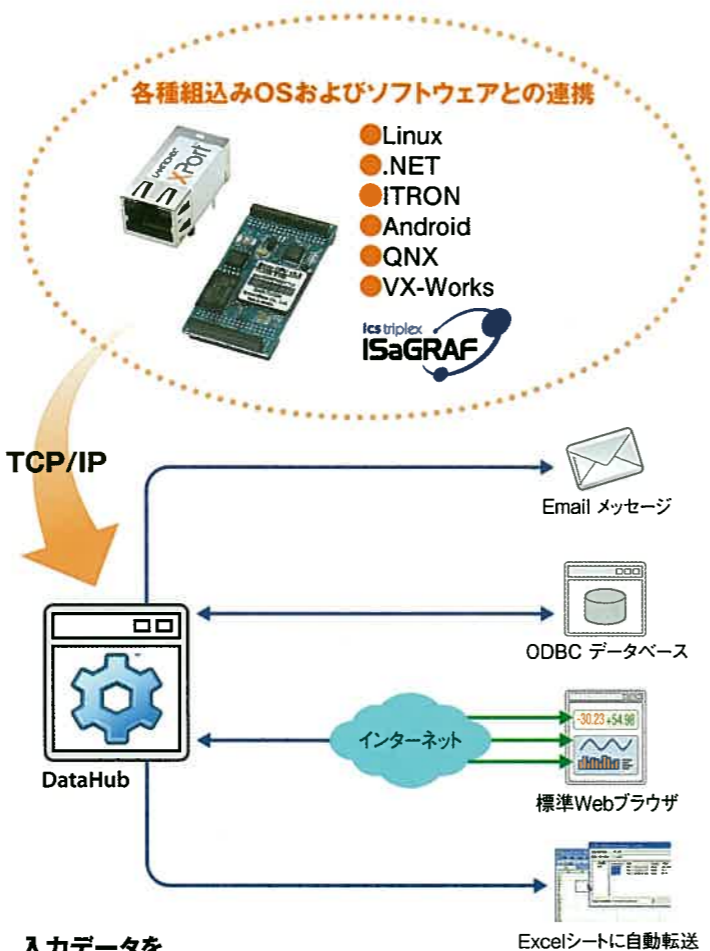 各種組込みOSおよびソフトウェアとの連携
LANTRONIX
XPort
●Linux
●.NET
●ITRON
●Android
●QNX
●VX-Works
ics triplex
ISaGRAF
TCP/IP
Email メッセージ
ODBC データベース
-30.23 +54.98
インターネット
標準Webブラウザ
DataHub
Excelシートに自動転送
入力データを